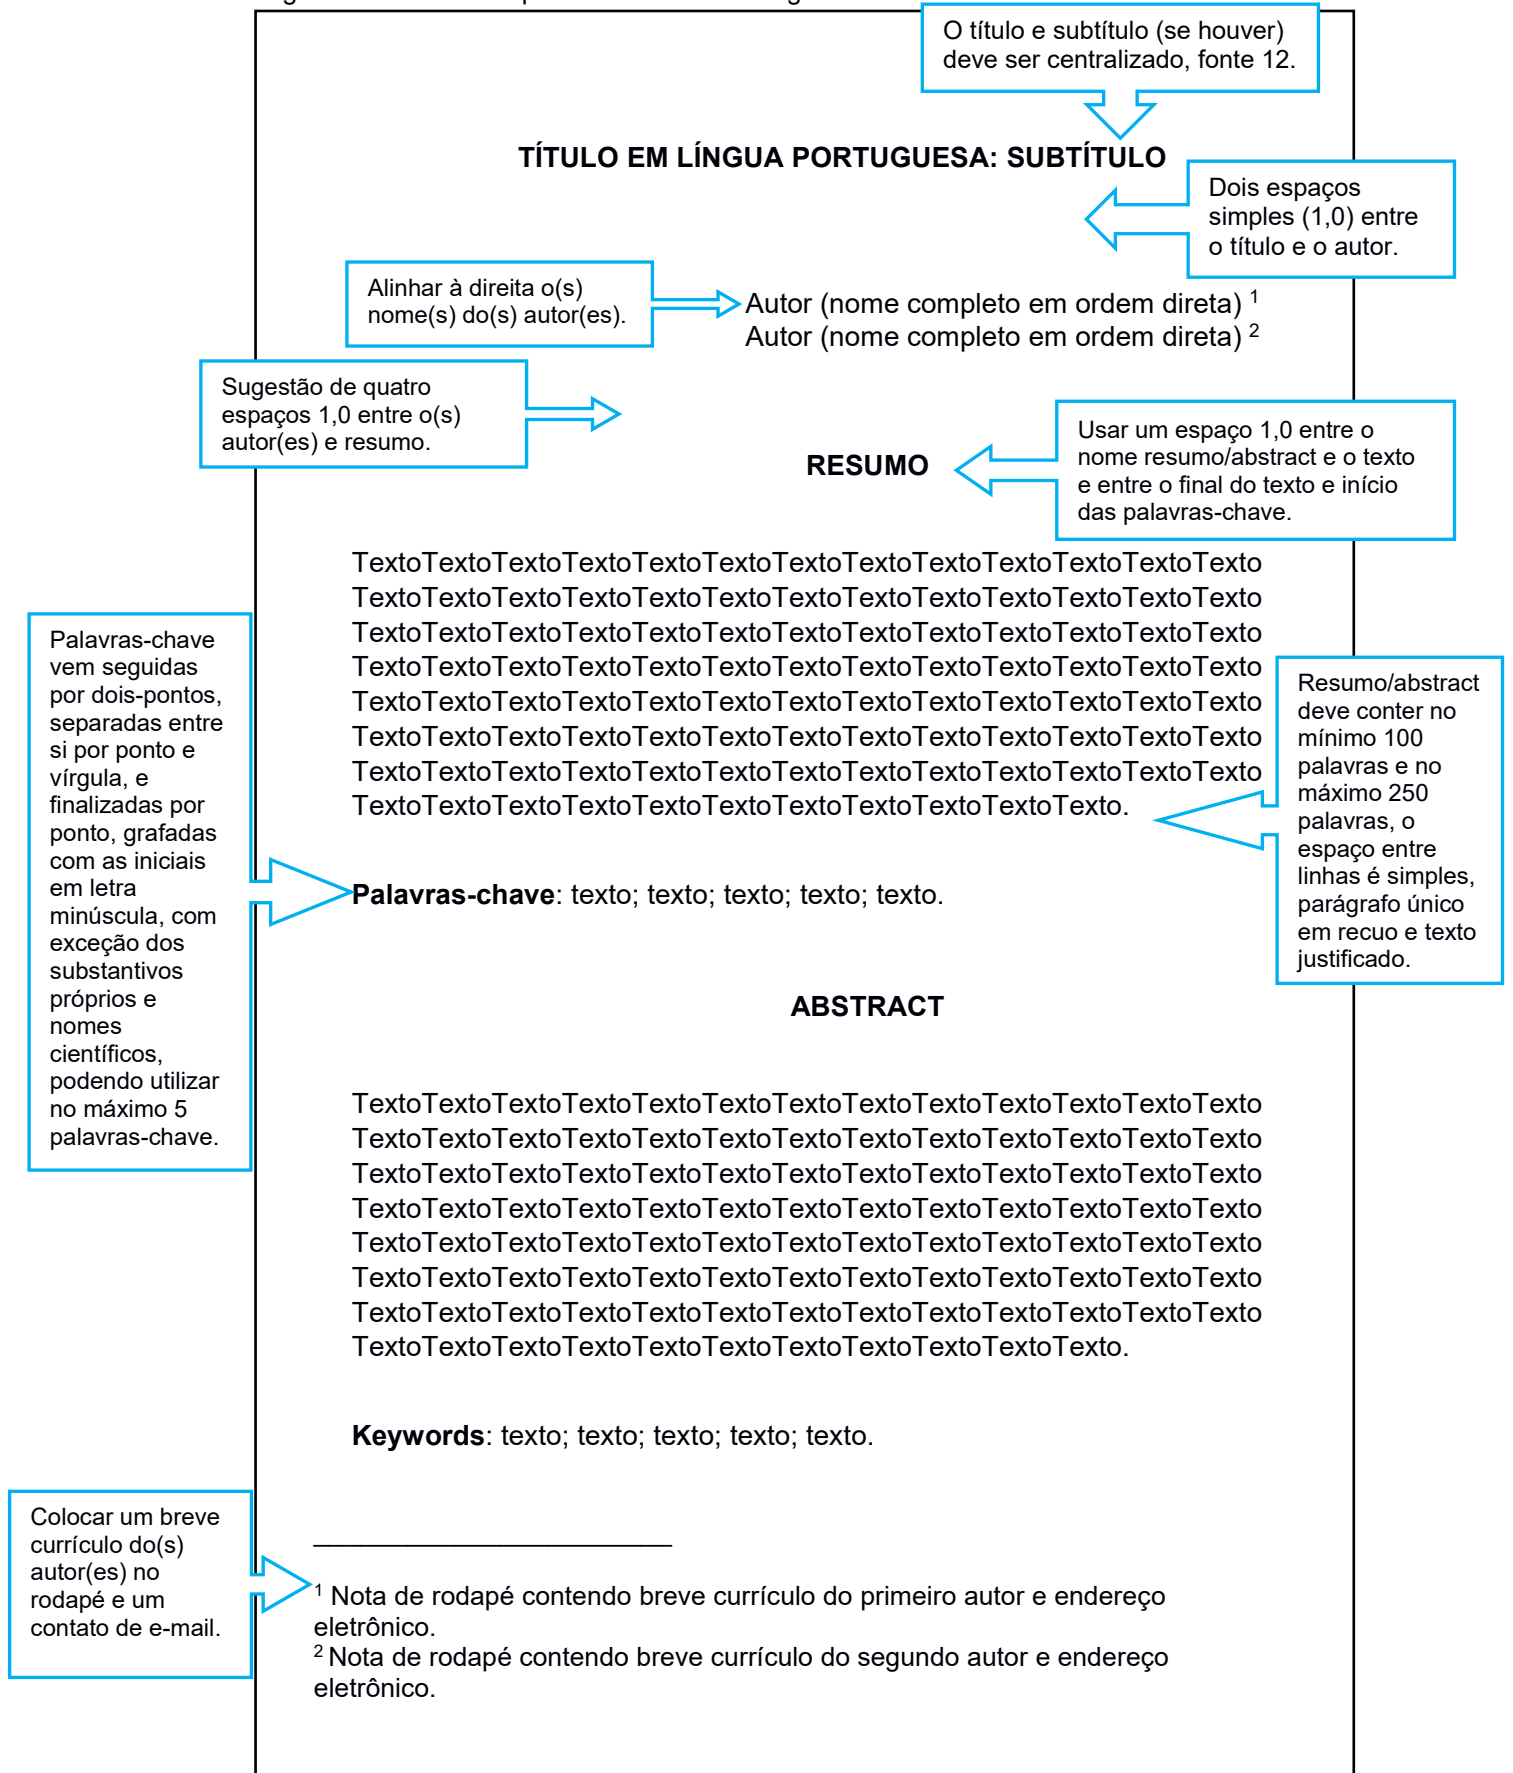 O título e subtítulo (se houver)
deve ser centralizado, fonte 12.
TÍTULO EM LÍNGUA PORTUGUESA: SUBTÍTULO
Dois espaços
simples (1,0) entre
o título e o autor.
Alinhar à direita o(s)
nome(s) do(s) autor(es).
Autor (nome completo em ordem direta) 1
Autor (nome completo em ordem direta) 2
Sugestão de quatro
espaços 1,0 entre o(s)
autor(es) e resumo.
Usar um espaço 1,0 entre o
nome resumo/abstract e o texto
e entre o final do texto e início
das palavras-chave.
RESUMO
TextoTextoTextoTextoTextoTextoTextoTextoTextoTextoTextoTextoTexto
TextoTextoTextoTextoTextoTextoTextoTextoTextoTextoTextoTextoTexto
TextoTextoTextoTextoTextoTextoTextoTextoTextoTextoTextoTextoTexto
TextoTextoTextoTextoTextoTextoTextoTextoTextoTextoTextoTextoTexto
TextoTextoTextoTextoTextoTextoTextoTextoTextoTextoTextoTextoTexto
TextoTextoTextoTextoTextoTextoTextoTextoTextoTextoTextoTextoTexto
TextoTextoTextoTextoTextoTextoTextoTextoTextoTextoTextoTextoTexto
TextoTextoTextoTextoTextoTextoTextoTextoTextoTextoTexto.
Palavras-chave
vem seguidas
por dois-pontos,
separadas entre
si por ponto e
vírgula, e
finalizadas por
ponto, grafadas
com as iniciais
em letra
minúscula, com
exceção dos
substantivos
próprios e
nomes
científicos,
podendo utilizar
no máximo 5
palavras-chave.
Resumo/abstract
deve conter no
mínimo 100
palavras e no
máximo 250
palavras, o
espaço entre
linhas é simples,
parágrafo único
em recuo e texto
justificado.
Palavras-chave: texto; texto; texto; texto; texto.
ABSTRACT
TextoTextoTextoTextoTextoTextoTextoTextoTextoTextoTextoTextoTexto
TextoTextoTextoTextoTextoTextoTextoTextoTextoTextoTextoTextoTexto
TextoTextoTextoTextoTextoTextoTextoTextoTextoTextoTextoTextoTexto
TextoTextoTextoTextoTextoTextoTextoTextoTextoTextoTextoTextoTexto
TextoTextoTextoTextoTextoTextoTextoTextoTextoTextoTextoTextoTexto
TextoTextoTextoTextoTextoTextoTextoTextoTextoTextoTextoTextoTexto
TextoTextoTextoTextoTextoTextoTextoTextoTextoTextoTextoTextoTexto
TextoTextoTextoTextoTextoTextoTextoTextoTextoTextoTexto.
Keywords: texto; texto; texto; texto; texto.
Colocar um breve
currículo do(s)
autor(es) no
rodapé e um
contato de e-mail.
1 Nota de rodapé contendo breve currículo do primeiro autor e endereço
eletrônico.
2 Nota de rodapé contendo breve currículo do segundo autor e endereço
eletrônico.